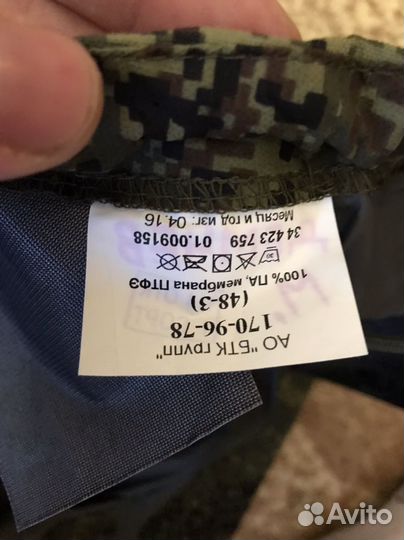 АО "БТК групп"
170-96-78
(48-3)
100% ПА, мембрана ПТФЭ
30
34 423 759 01.009158
Месяц и год изг: 04.16
Avito